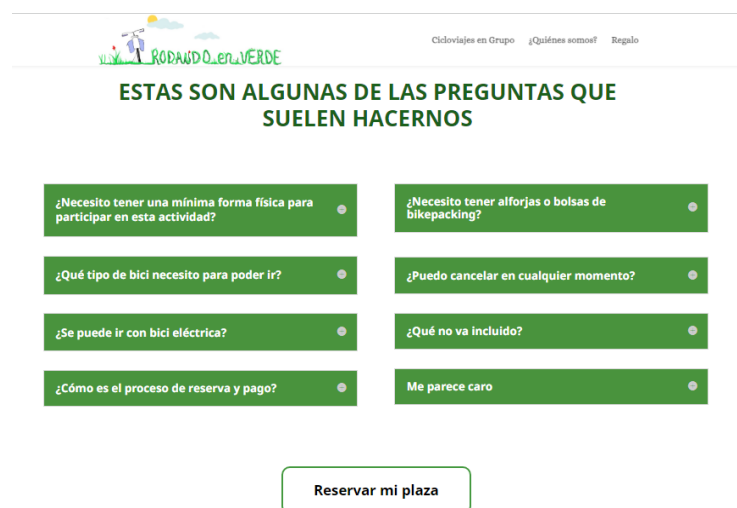 RODANDO en VERDE
Cicloviajes en Grupo ¿Quiénes somos? Regalo
ESTAS SON ALGUNAS DE LAS PREGUNTAS QUE
SUELEN HACERNOS
¿Necesito tener una mínima forma física para
participar en esta actividad?
¿Qué tipo de bici necesito para poder ir?
¿Se puede ir con bici eléctrica?
¿Cómo es el proceso de reserva y pago?
¿Necesito tener alforjas o bolsas de
bikepacking?
¿Puedo cancelar en cualquier momento?
¿Qué no va incluido?
Me parece caro
Reservar mi plaza